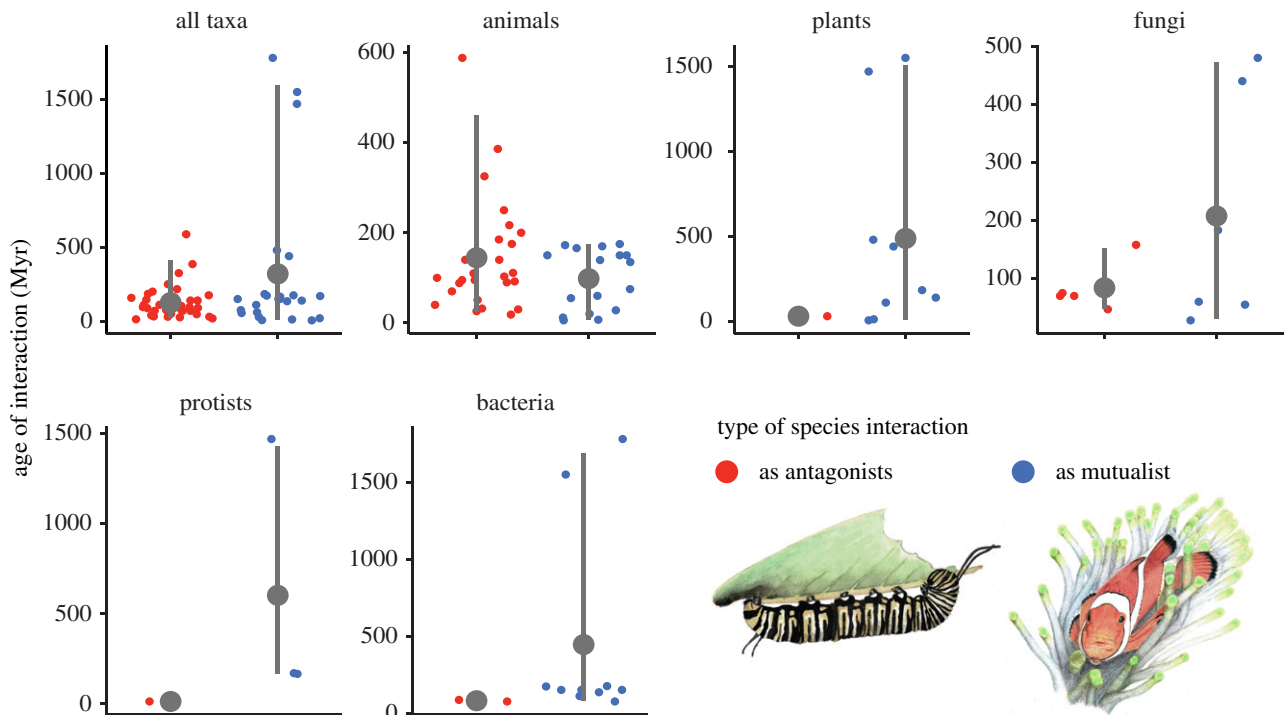 all taxa
animals
plants
fungi
age of interaction (Myr)
1500
1000
500
0
600
400
200
0
1500
1000
500
0
500
400
300
200
100
protists
bacteria
1500
1000
500
0
1500
1000
500
0
type of species interaction
as antagonists
as mutualist